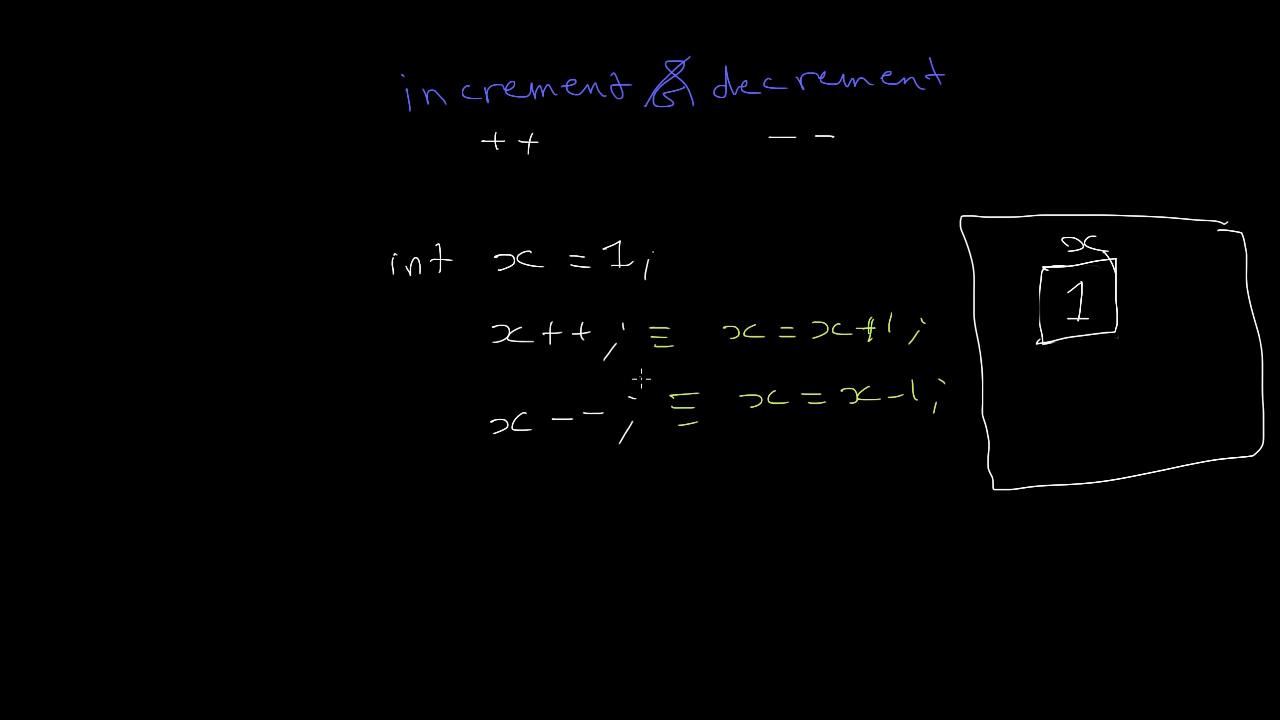 increment & decrement
++ --
int x = 1;
x++; ≡ x = x+1;
x--; ≡ x = x-1;
x
1